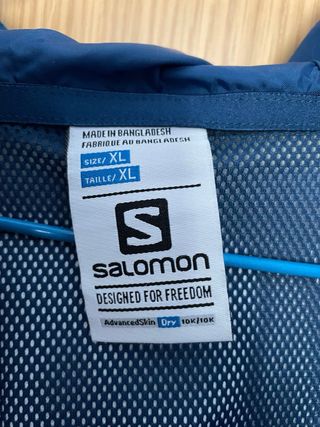 MADE IN BANGLADESH
FABRIQUE AU BANGLADESH
SIZE/ XL
TAILLE/ XL
S
SALOMON
DESIGNED FOR FREEDOM
AdvancedSkin Dry 10K/10K